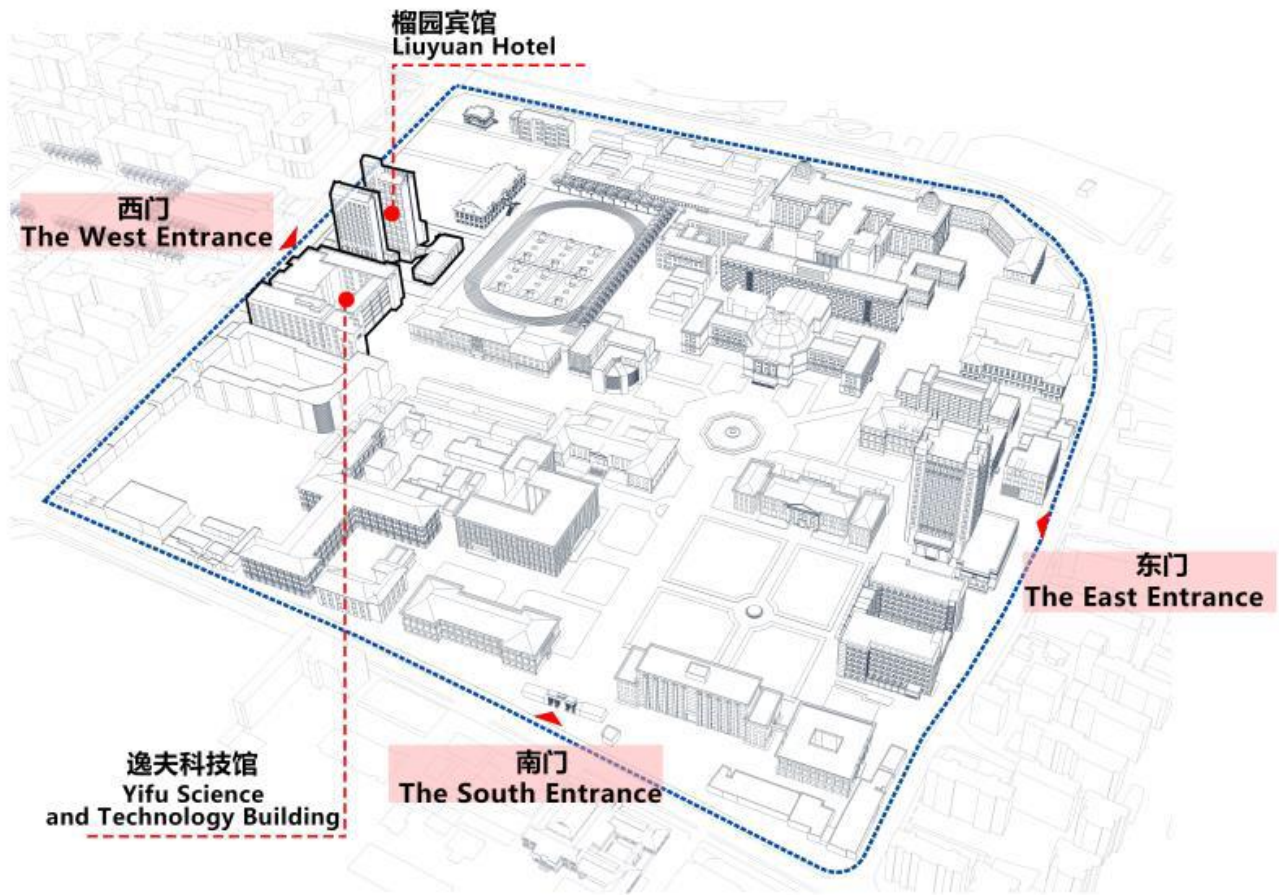 榴园宾馆
Liuyuan Hotel
西门
The West Entrance
东门
The East Entrance
逸夫科技馆
Yifu Science
and Technology Building
南门
The South Entrance